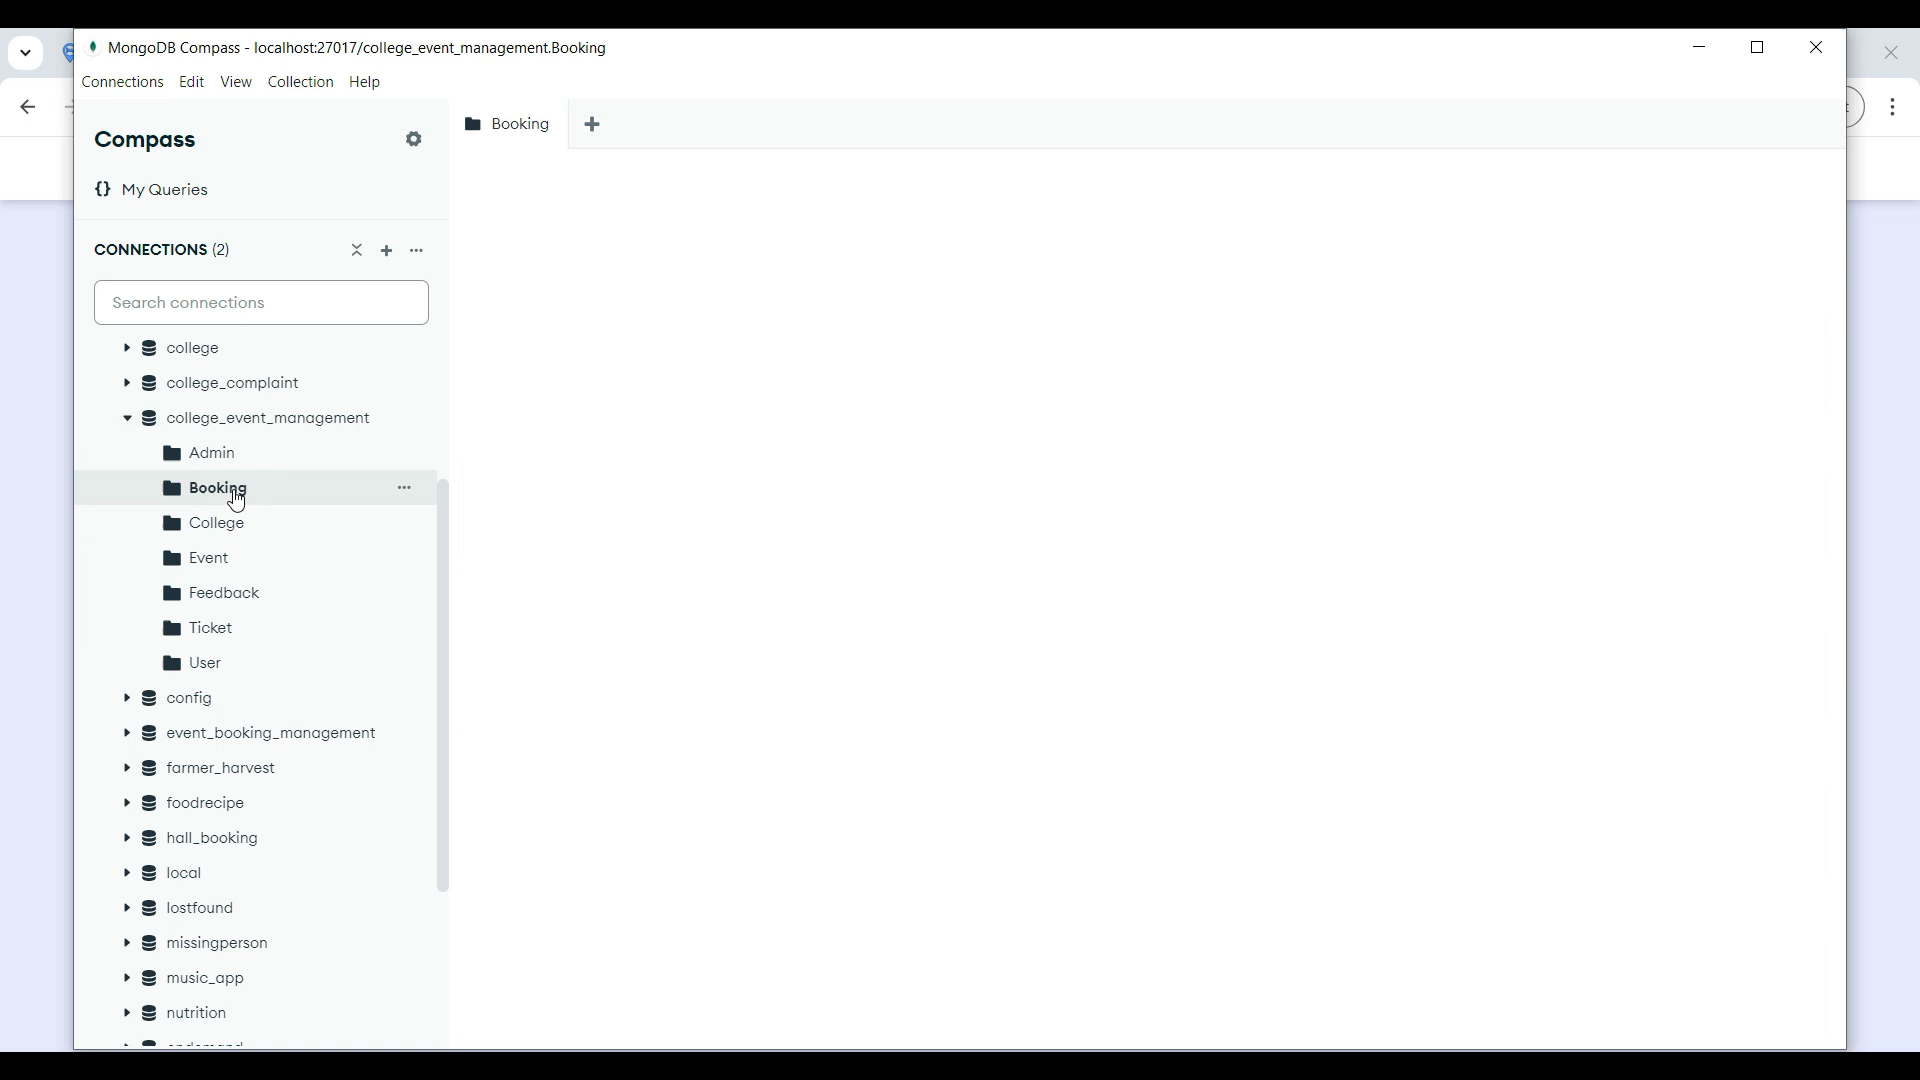 MongoDB Compass - localhost:27017/college_event_management.Booking
Connections Edit View Collection Help
Compass
Booking
{} My Queries
CONNECTIONS (2)
Search connections
college
college_complaint
college_event_management
Admin
Booking
College
Event
Feedback
Ticket
User
config
event_booking_management
farmer_harvest
foodrecipe
hall_booking
local
lostfound
missingperson
music_app
nutrition